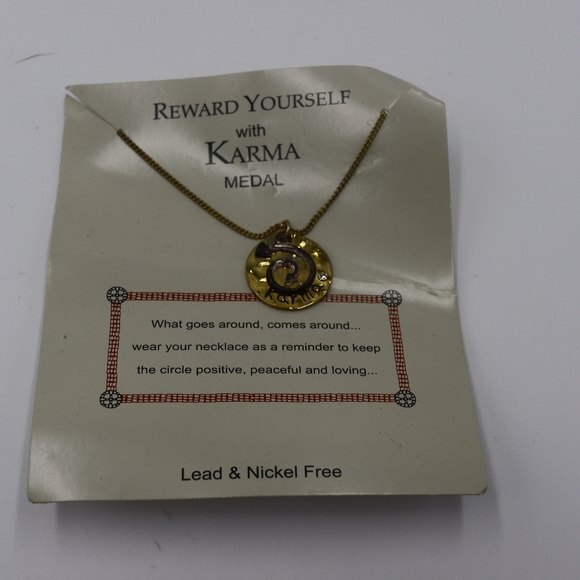 REWARD YOURSELF
with
KARMA
MEDAL
karma
What goes around, comes around...
wear your necklace as a reminder to keep
the circle positive, peaceful and loving...
Lead & Nickel Free